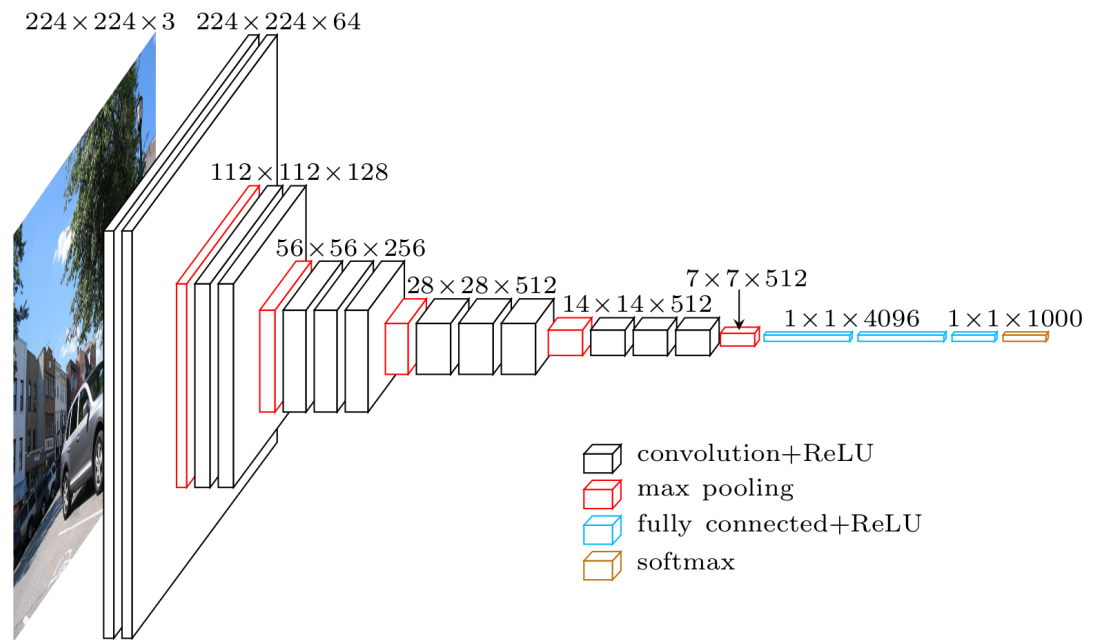 224×224×3
224×224×64
112×112×128
56×56×256
28×28×512
14×14×512
7×7×512
1×1×4096
1×1×1000
convolution+ReLU
max pooling
fully connected+ReLU
softmax